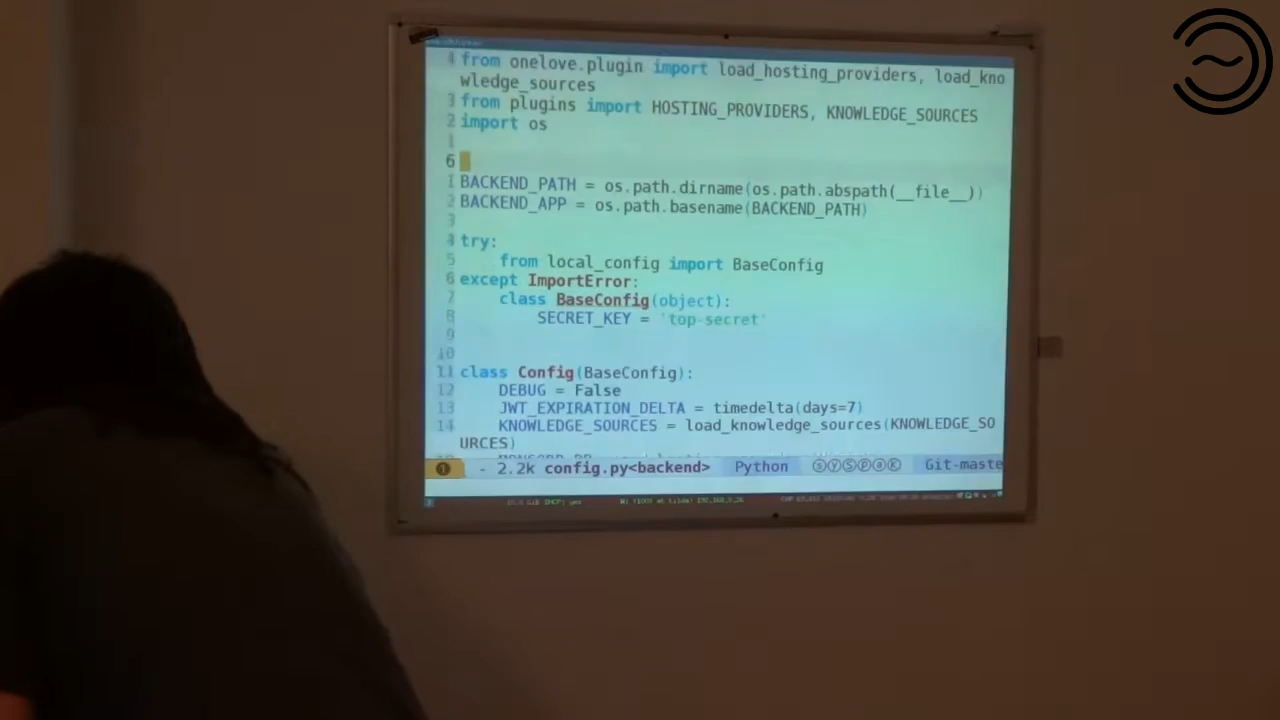 4 from onelove.plugin import load_hosting_providers, load_kno
wledge_sources
3 from plugins import HOSTING_PROVIDERS, KNOWLEDGE_SOURCES
2 import os
1
6
1 BACKEND_PATH = os.path.dirname(os.path.abspath(__file__))
2 BACKEND_APP = os.path.basename(BACKEND_PATH)
3
4 try:
5 from local_config import BaseConfig
6 except ImportError:
7 class BaseConfig(object):
8 SECRET_KEY = 'top-secret'
9
10
11 class Config(BaseConfig):
12 DEBUG = False
13 JWT_EXPIRATION_DELTA = timedelta(days=7)
14 KNOWLEDGE_SOURCES = load_knowledge_sources(KNOWLEDGE_SO
URCES)
1 - 2.2k config.py<backend> Python ⓢⓨⓢⓟⓐⓚ Git-maste